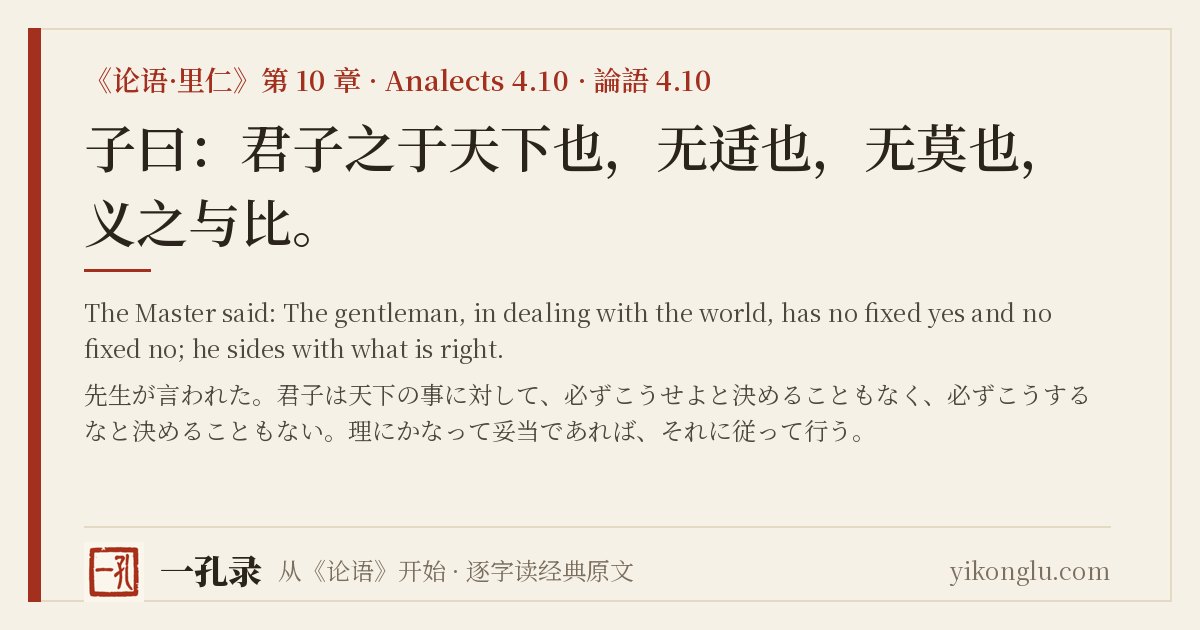 《论语·里仁》第 10 章 · Analects 4.10 · 論語 4.10
子曰：君子之于天下也，无适也，无莫也，
义之与比。
The Master said: The gentleman, in dealing with the world, has no fixed yes and no
fixed no; he sides with what is right.
先生が言われた。君子は天下の事に対して、必ずこうせよと決めることもなく、必ずこうする
なと決めることもない。理にかなって妥当であれば、それに従って行う。
一孔
一孔录 从《论语》开始 · 逐字读经典原文 yikonglu.com